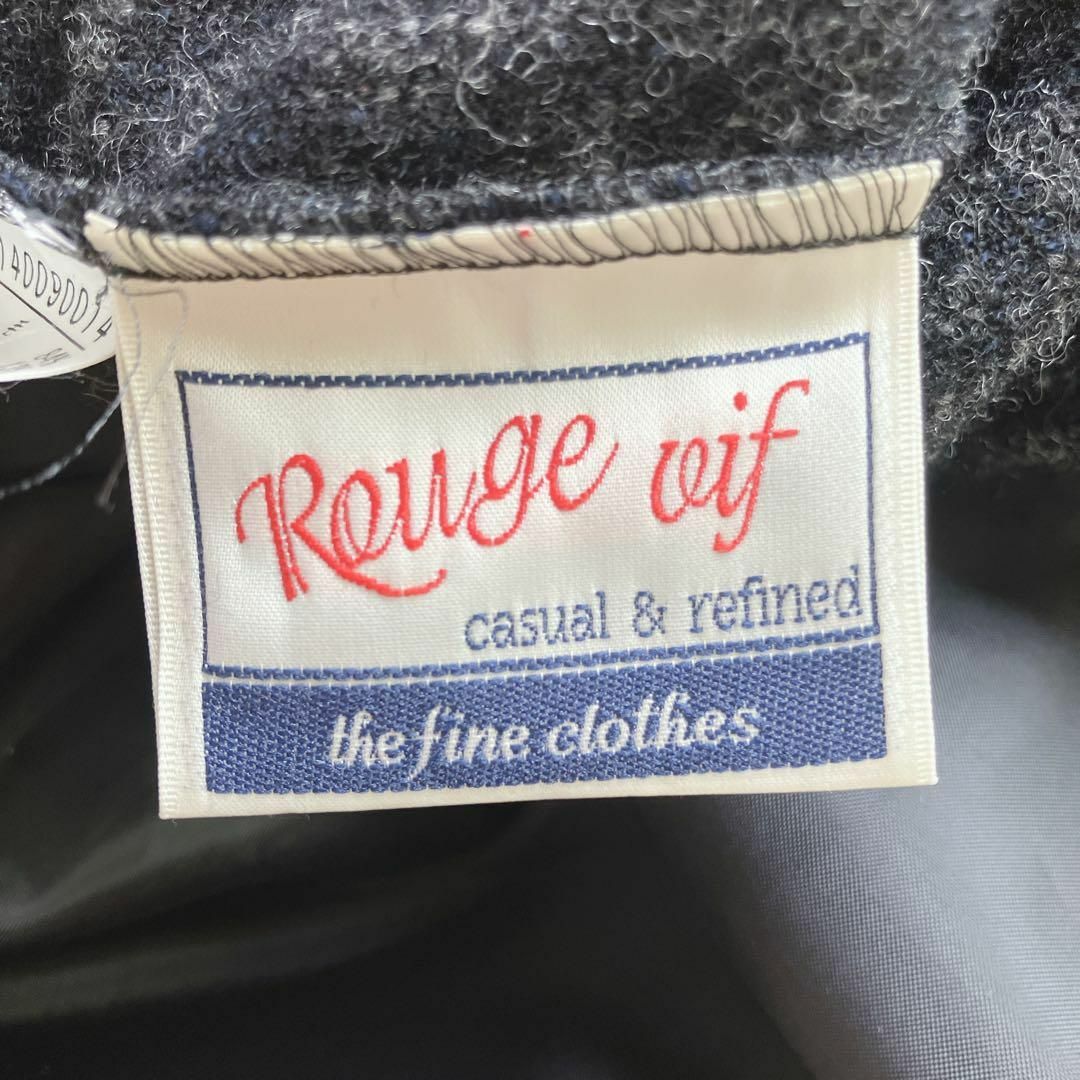 Rouge vif
casual & refined
the fine clothes